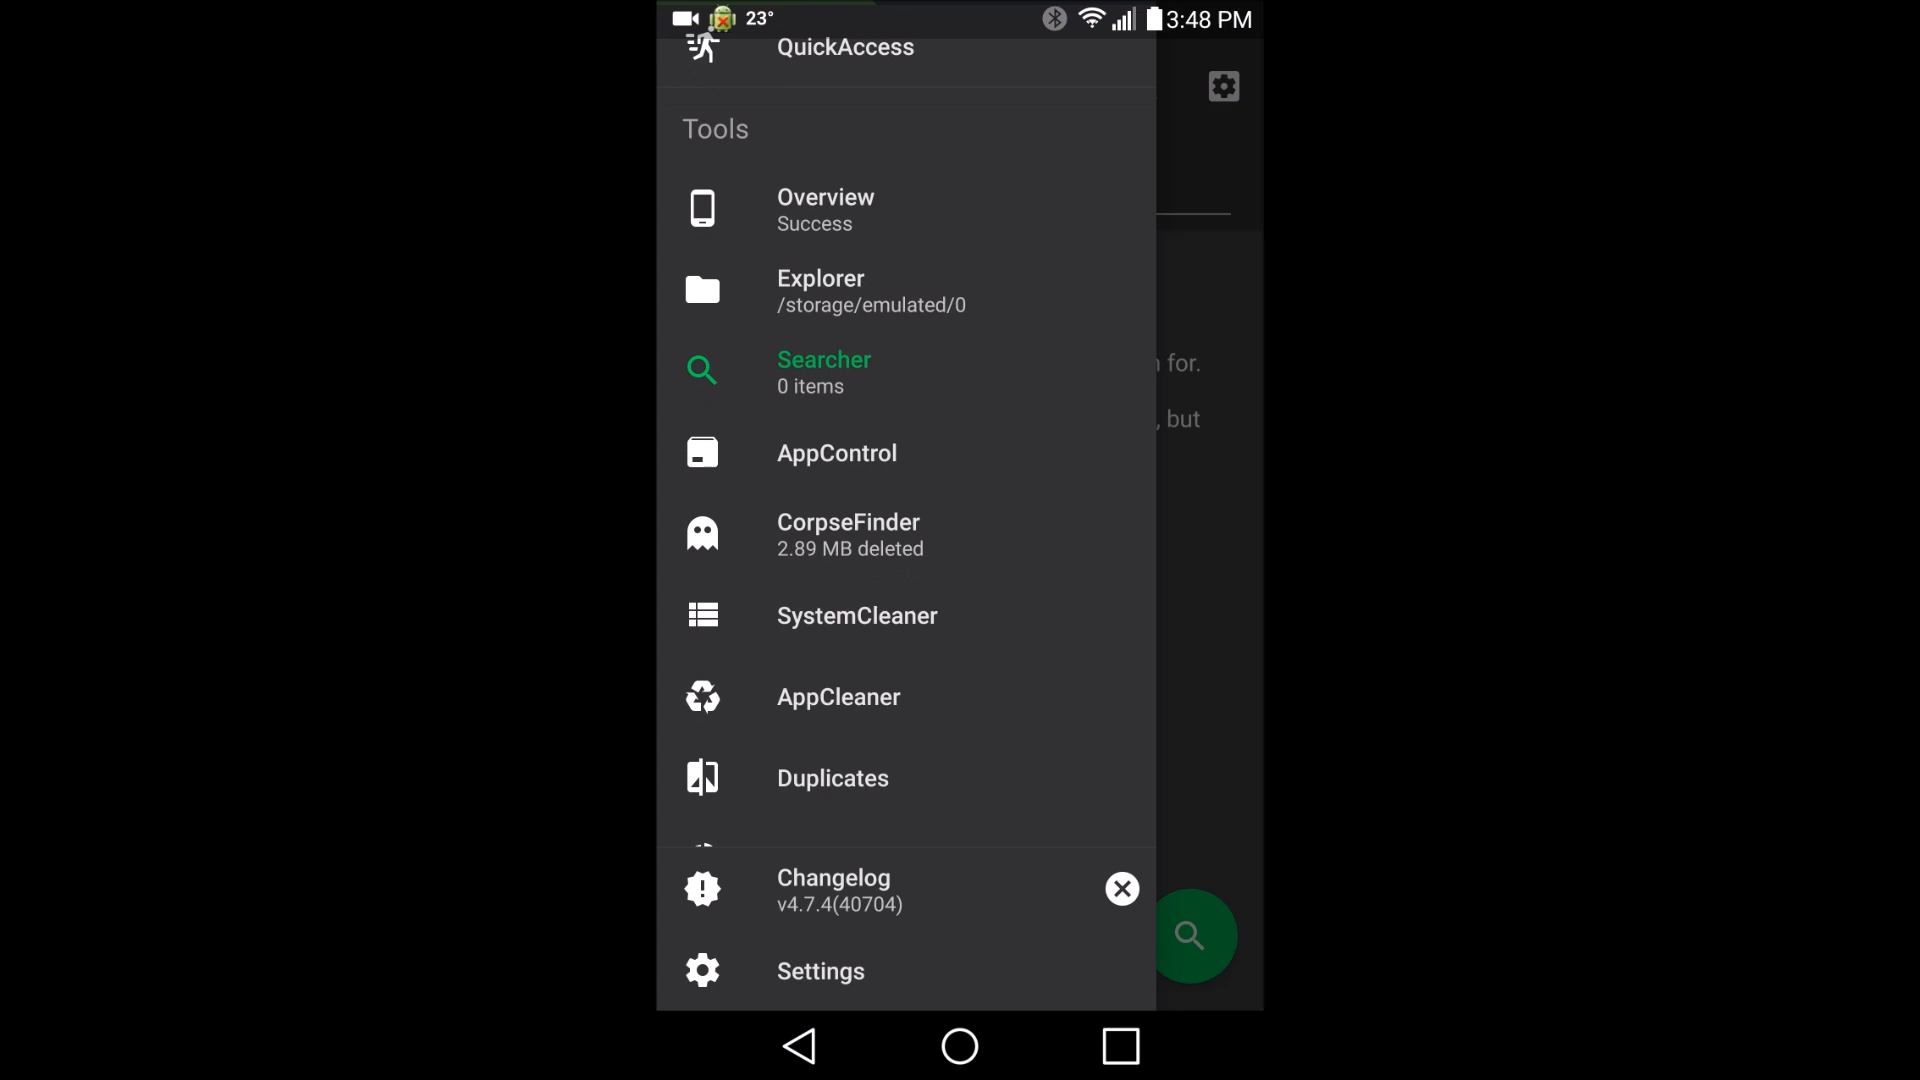 23°
3:48 PM
QuickAccess
Tools
Overview
Success
Explorer
/storage/emulated/0
Searcher
0 items
for.
, but
AppControl
CorpseFinder
2.89 MB deleted
SystemCleaner
AppCleaner
Duplicates
Changelog
v4.7.4(40704)
Settings